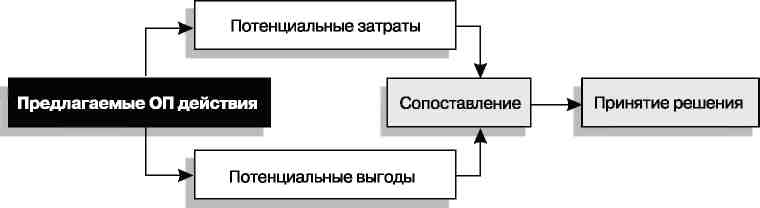 Потенциальные затраты
Предлагаемые ОП действия
Сопоставление
Принятие решения
Потенциальные выгоды